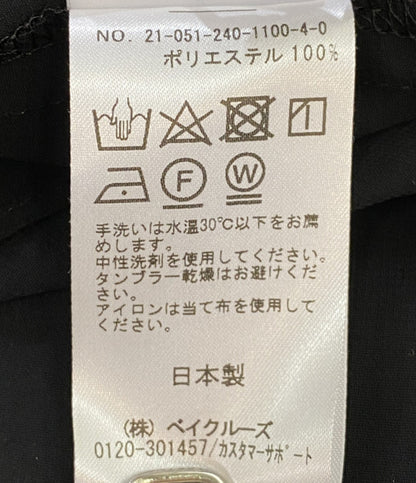 NO. 21-051-240-1100-4-0
ポリエステル 100%
F
W
手洗いは水温30℃以下をお薦
めします。
中性洗剤を使用してください。
タンブラー乾燥はお避けくだ
さい。
アイロンは当て布を使用して
ください。
日本製
(株) ベイクルーズ
0120-301457/カスタマーサポート